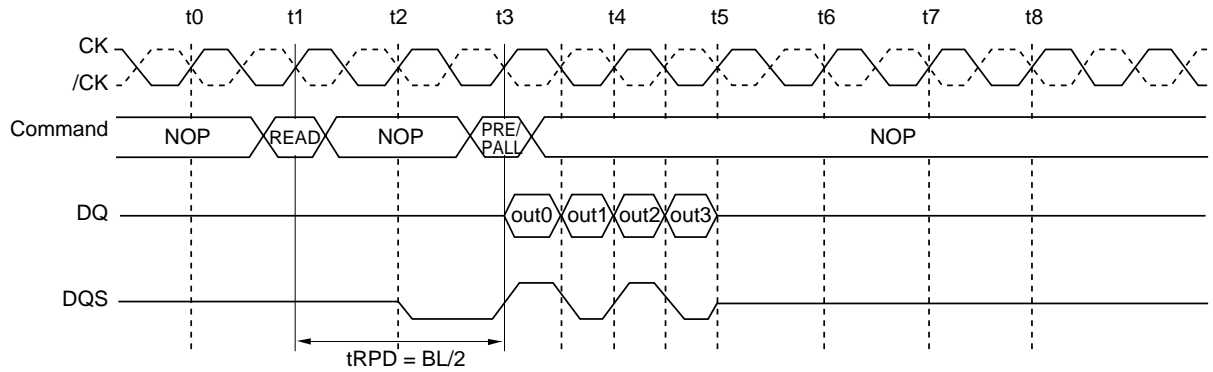 t0 t1 t2 t3 t4 t5 t6 t7 t8
CK
/CK
Command NOP READ NOP PRE/ PALL NOP
DQ out0 out1 out2 out3
DQS
tRPD = BL/2